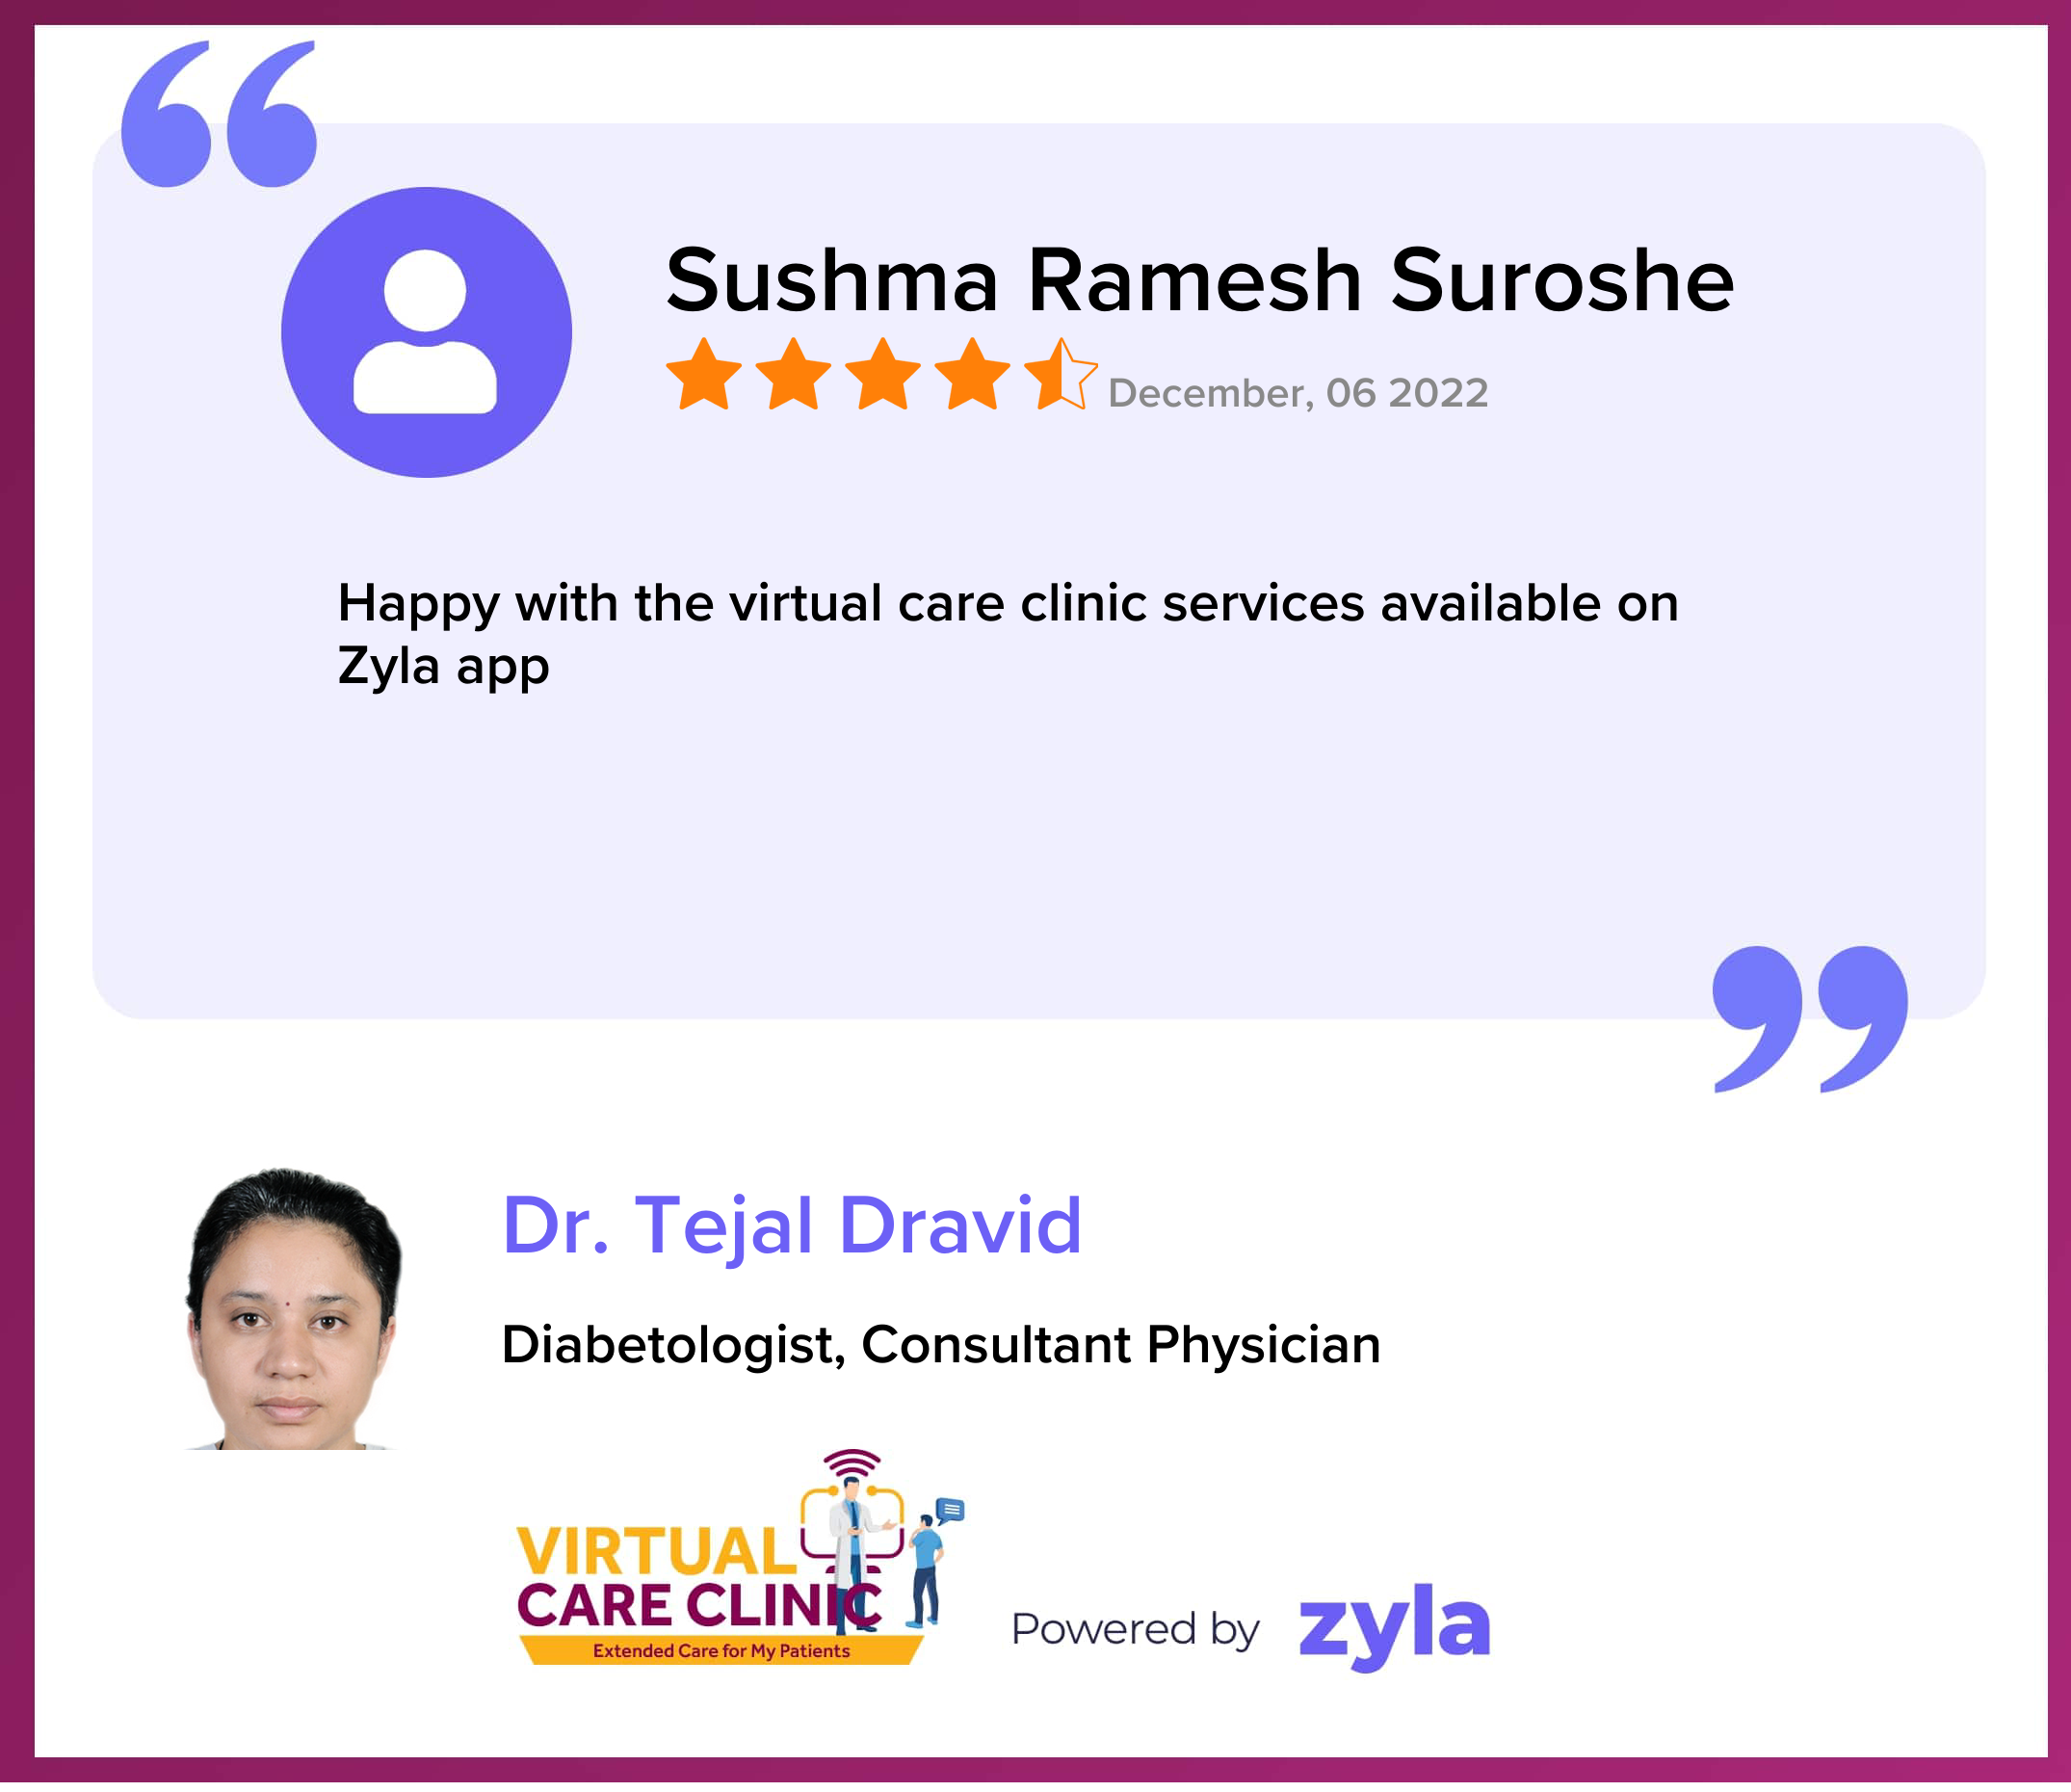 Sushma Ramesh Suroshe
December, 06 2022
Happy with the virtual care clinic services available on
Zyla app
Dr. Tejal Dravid
Diabetologist, Consultant Physician
VIRTUAL
CARE CLINIC
Extended Care for My Patients
Powered by zyla